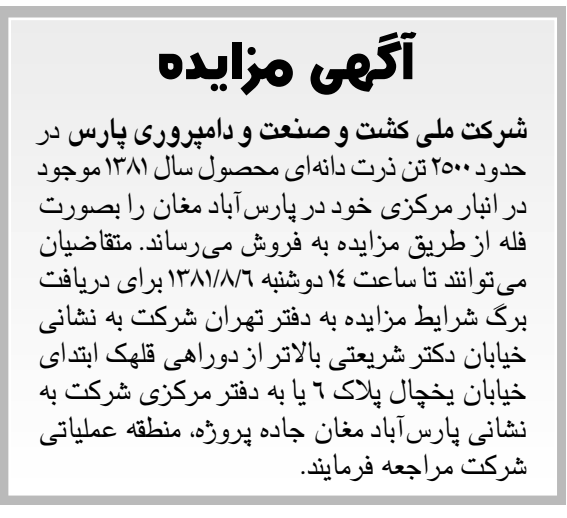 آگهی مزایده
شرکت ملی کشت و صنعت و دامپروری پارس در
حدود ۲۵۰۰ تن ذرت دانه‌ای محصول سال ۱۳۸۱ موجود
در انبار مرکزی خود در پارس‌آباد مغان را بصورت
فله از طریق مزایده به فروش می‌رساند. متقاضیان
می‌توانند تا ساعت ۱۴ دوشنبه ۱۳۸۱/۸/٦ برای دریافت
برگ شرایط مزایده به دفتر تهران شرکت به نشانی
خیابان دکتر شریعتی بالاتر از دوراهی قلهک ابتدای
خیابان یخچال پلاک ٦ یا به دفتر مرکزی شرکت به
نشانی پارس‌آباد مغان جاده پروژه، منطقه عملیاتی
شرکت مراجعه فرمایند.